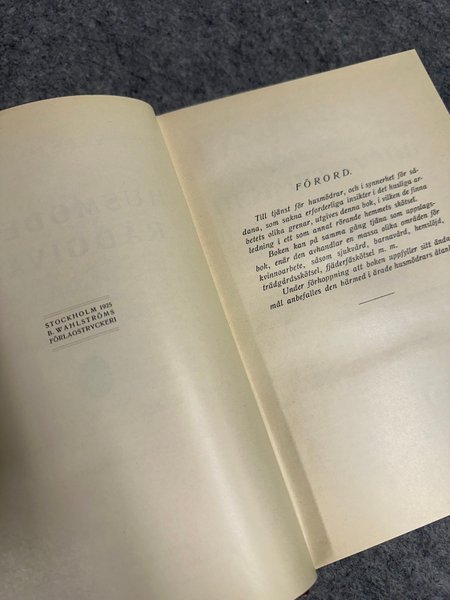 STOCKHOLM 1925
B. WAHLSTRÖMS
FÖRLAGSTRYCKERI
FÖRORD.
Till tjänst för husmödrar, och i synnerhet för så-
dana, som sakna erforderliga insikter i det husliga ar-
betets olika grenar, utgives denna bok, i vilken de finna
ledning i ett som annat rörande hemmets skötsel.
Boken kan på samma gång tjäna som uppslags-
bok, enär den avhandlar en massa olika områden för
kvinnoarbete, såsom sjukvård, barnavård, hemslöjd,
trädgårdsskötsel, fjäderfäskötsel m. m.
Under förhoppning att boken uppfyller sitt ända-
mål anbefalles den härmed i ärade husmödrars åtan-